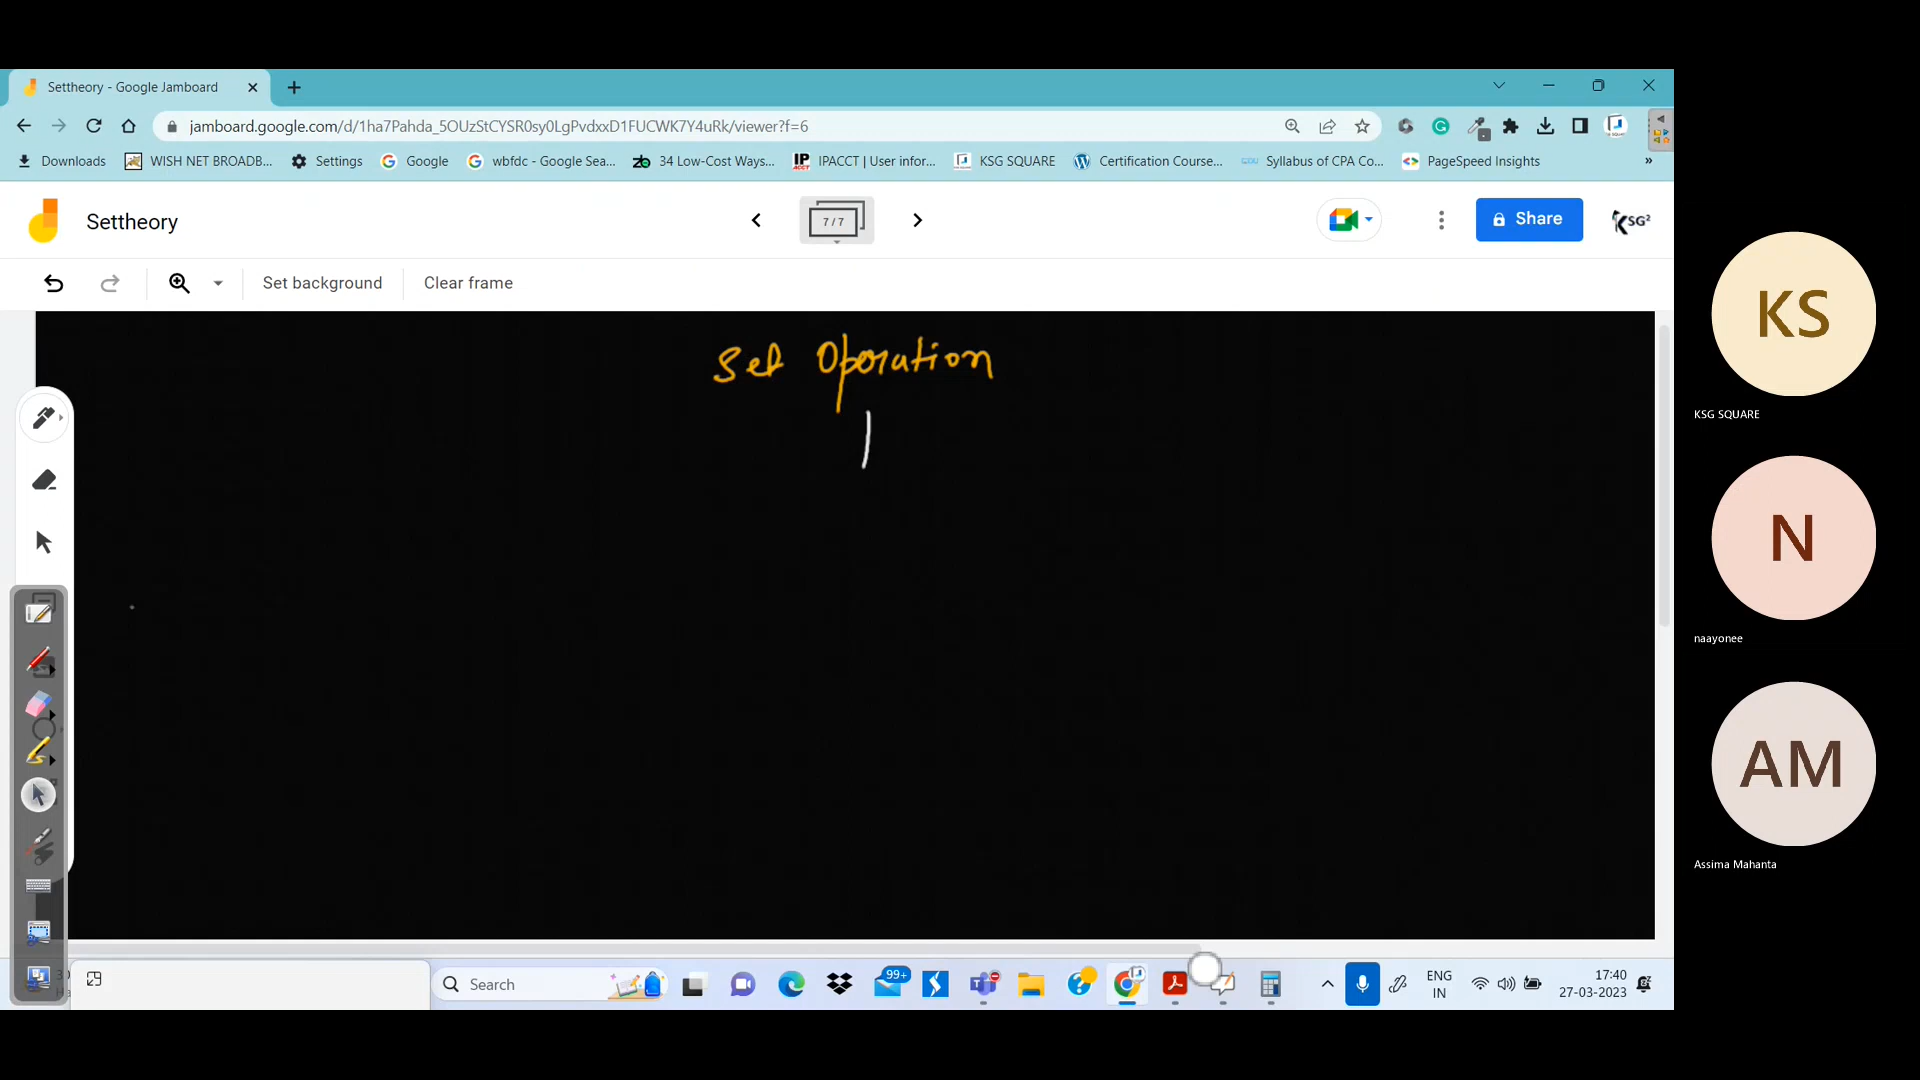 Settheory - Google Jamboard
jamboard.google.com/d/1ha7Pahda_5OUzStCYSR0sy0LgPvdxxD1FUCWK7Y4uRk/viewer?f=6
Downloads WISH NET BROADB... Settings Google wbfdc - Google Sea... 34 Low-Cost Ways... IPACCT | User infor... KSG SQUARE Certification Course... Syllabus of CPA Co... PageSpeed Insights »
Settheory 7 / 7 Share KSG²
Set background Clear frame
Set Operation
KS
KSG SQUARE
N
naayonee
AM
Assima Mahanta
Search 99+ ENG IN 17:40 27-03-2023